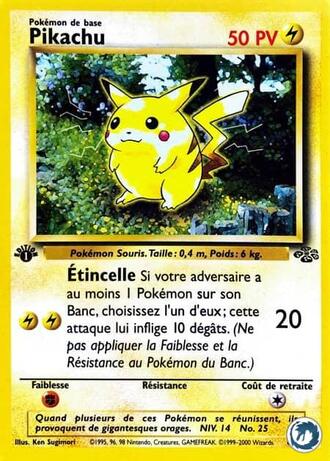 Pokémon de base
Pikachu 50 PV
Pokémon Souris. Taille: 0,4 m, Poids: 6 kg.
Étincelle Si votre adversaire a
au moins 1 Pokémon sur son
Banc, choisissez l'un d'eux; cette
attaque lui inflige 10 dégâts. (Ne
pas appliquer la Faiblesse et la
Résistance au Pokémon du Banc.)
20
Faiblesse Résistance Coût de retraite
Quand plusieurs de ces Pokémon se réunissent, ils
provoquent de gigantesques orages. NIV. 14 No. 25
Illus. Ken Sugimori ©1995, 96, 98 Nintendo, Creatures, GAMEFREAK. ©1999-2000 Wizards.